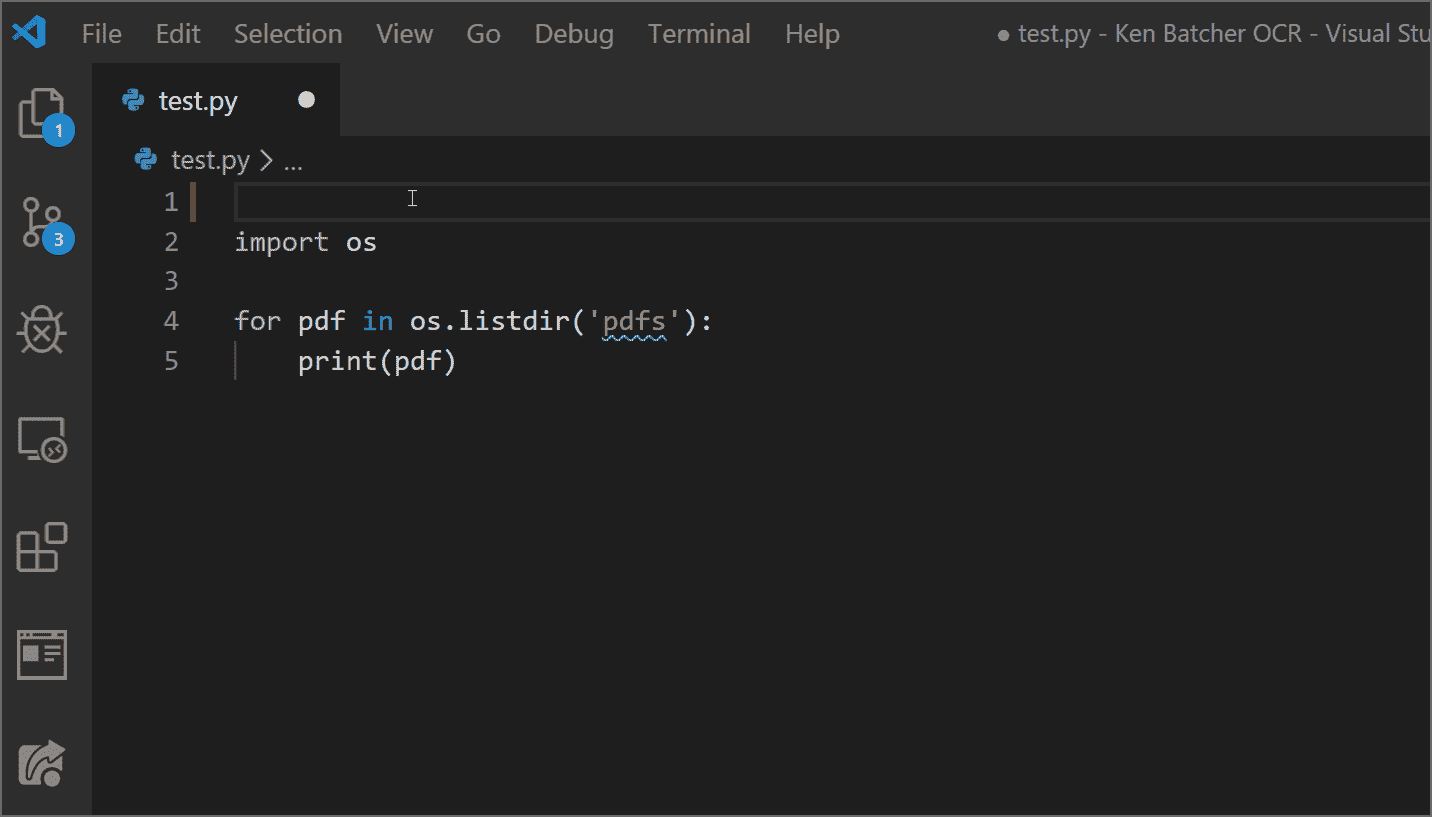 File Edit Selection View Go Debug Terminal Help ● test.py - Ken Batcher OCR - Visual Stu
test.py ●
1
test.py > ...
1
2 import os
3
3
4 for pdf in os.listdir('pdfs'):
5     print(pdf)